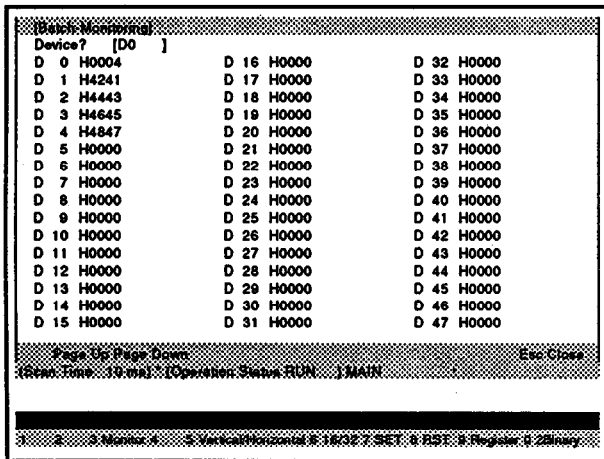 [Batch-Monitoring]
Device? [D0 ]
D 0 H0004 D 16 H0000 D 32 H0000
D 1 H4241 D 17 H0000 D 33 H0000
D 2 H4443 D 18 H0000 D 34 H0000
D 3 H4645 D 19 H0000 D 35 H0000
D 4 H4847 D 20 H0000 D 36 H0000
D 5 H0000 D 21 H0000 D 37 H0000
D 6 H0000 D 22 H0000 D 38 H0000
D 7 H0000 D 23 H0000 D 39 H0000
D 8 H0000 D 24 H0000 D 40 H0000
D 9 H0000 D 25 H0000 D 41 H0000
D 10 H0000 D 26 H0000 D 42 H0000
D 11 H0000 D 27 H0000 D 43 H0000
D 12 H0000 D 28 H0000 D 44 H0000
D 13 H0000 D 29 H0000 D 45 H0000
D 14 H0000 D 30 H0000 D 46 H0000
D 15 H0000 D 31 H0000 D 47 H0000
Page Up Page Down Esc Close
(Scan Time 10 ms) * [Operation Status RUN ] MAIN
1 2 3 Monitor 4 5 Vertical/Horizontal 6 16/32 7 SET 8 RST 9 Register 0 2Binary